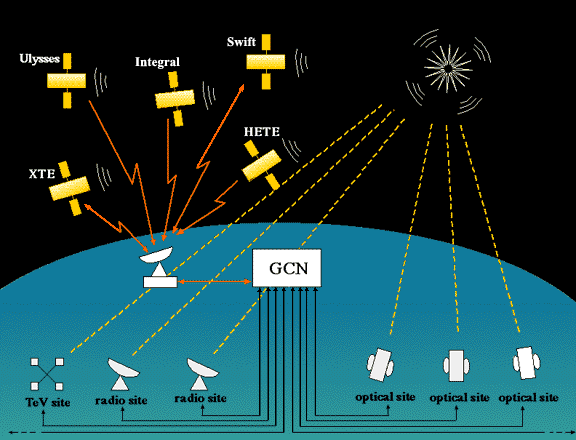 Ulysses
Integral
Swift
HETE
XTE
GCN
TeV site
radio site
radio site
optical site
optical site
optical site